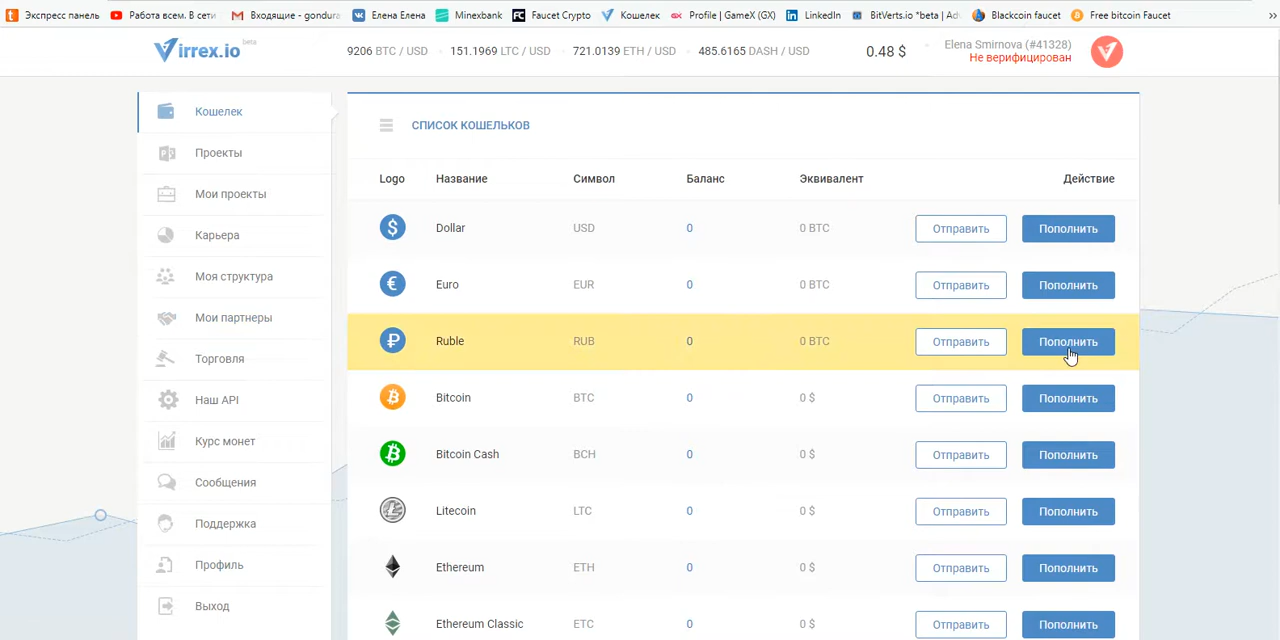 Экспресс панель Работа всем. В сети Входящие - gondura Елена Елена Minexbank Faucet Crypto Кошелек Profile | GameX (GX) LinkedIn BitVerts.io *beta | Adv Blackcoin faucet Free bitcoin Faucet »
Virrex.io beta 9206 BTC / USD 151.1969 LTC / USD 721.0139 ETH / USD 485.6165 DASH / USD 0.48 $ Elena Smirnova (#41328)
Не верифицирован
Кошелек
Проекты
Мои проекты
Карьера
Моя структура
Мои партнеры
Торговля
Наш API
Курс монет
Сообщения
Поддержка
Профиль
Выход
СПИСОК КОШЕЛЬКОВ
Logo Название Символ Баланс Эквивалент Действие
Dollar USD 0 0 BTC Отправить Пополнить
Euro EUR 0 0 BTC Отправить Пополнить
Ruble RUB 0 0 BTC Отправить Пополнить
Bitcoin BTC 0 0 $ Отправить Пополнить
Bitcoin Cash BCH 0 0 $ Отправить Пополнить
Litecoin LTC 0 0 $ Отправить Пополнить
Ethereum ETH 0 0 $ Отправить Пополнить
Ethereum Classic ETC 0 0 $ Отправить Пополнить